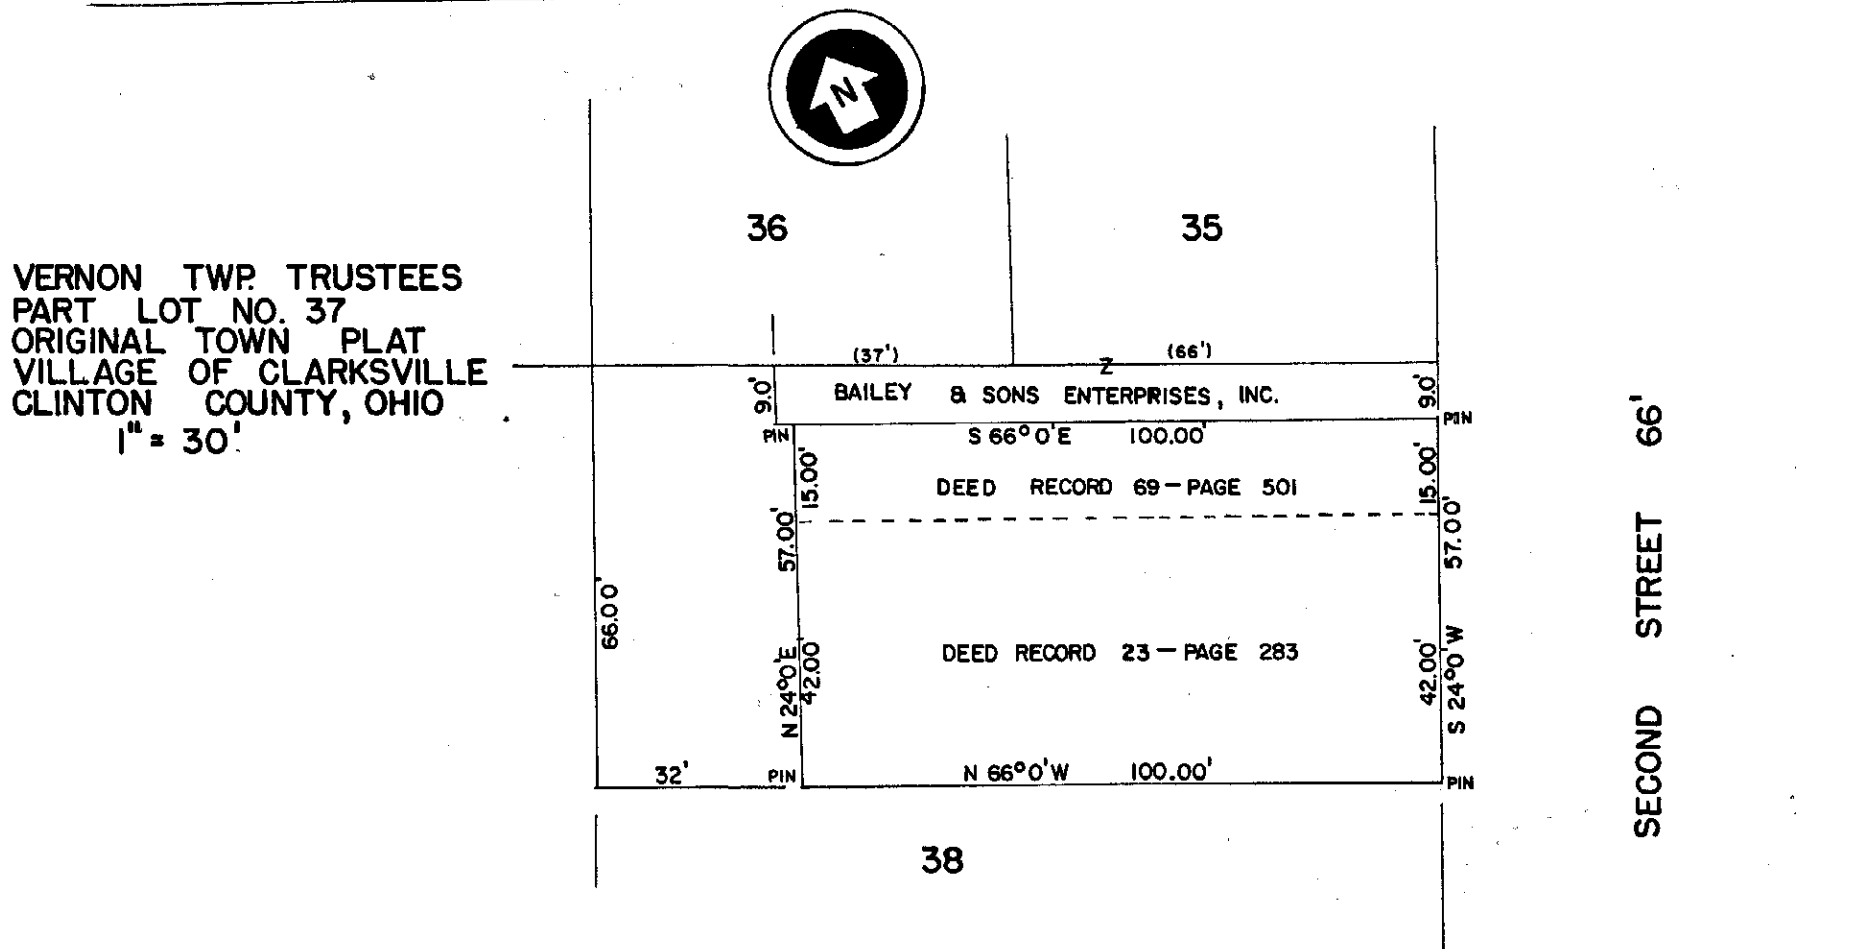 N
36
35
VERNON TWP. TRUSTEES
PART LOT NO. 37
ORIGINAL TOWN PLAT
VILLAGE OF CLARKSVILLE
CLINTON COUNTY, OHIO
1" = 30'
(37')
(66')
Z
9.0'
BAILEY & SONS ENTERPRISES, INC.
9.0'
PIN
PIN
S 66°0'E 100.00'
15.00'
DEED RECORD 69-PAGE 501
15.00'
57.00'
57.00'
66.00'
DEED RECORD 23-PAGE 283
N 24°0'E
42.00'
42.00'
S 24°0'W
32'
PIN
N 66°0'W 100.00'
PIN
38
SECOND STREET 66'